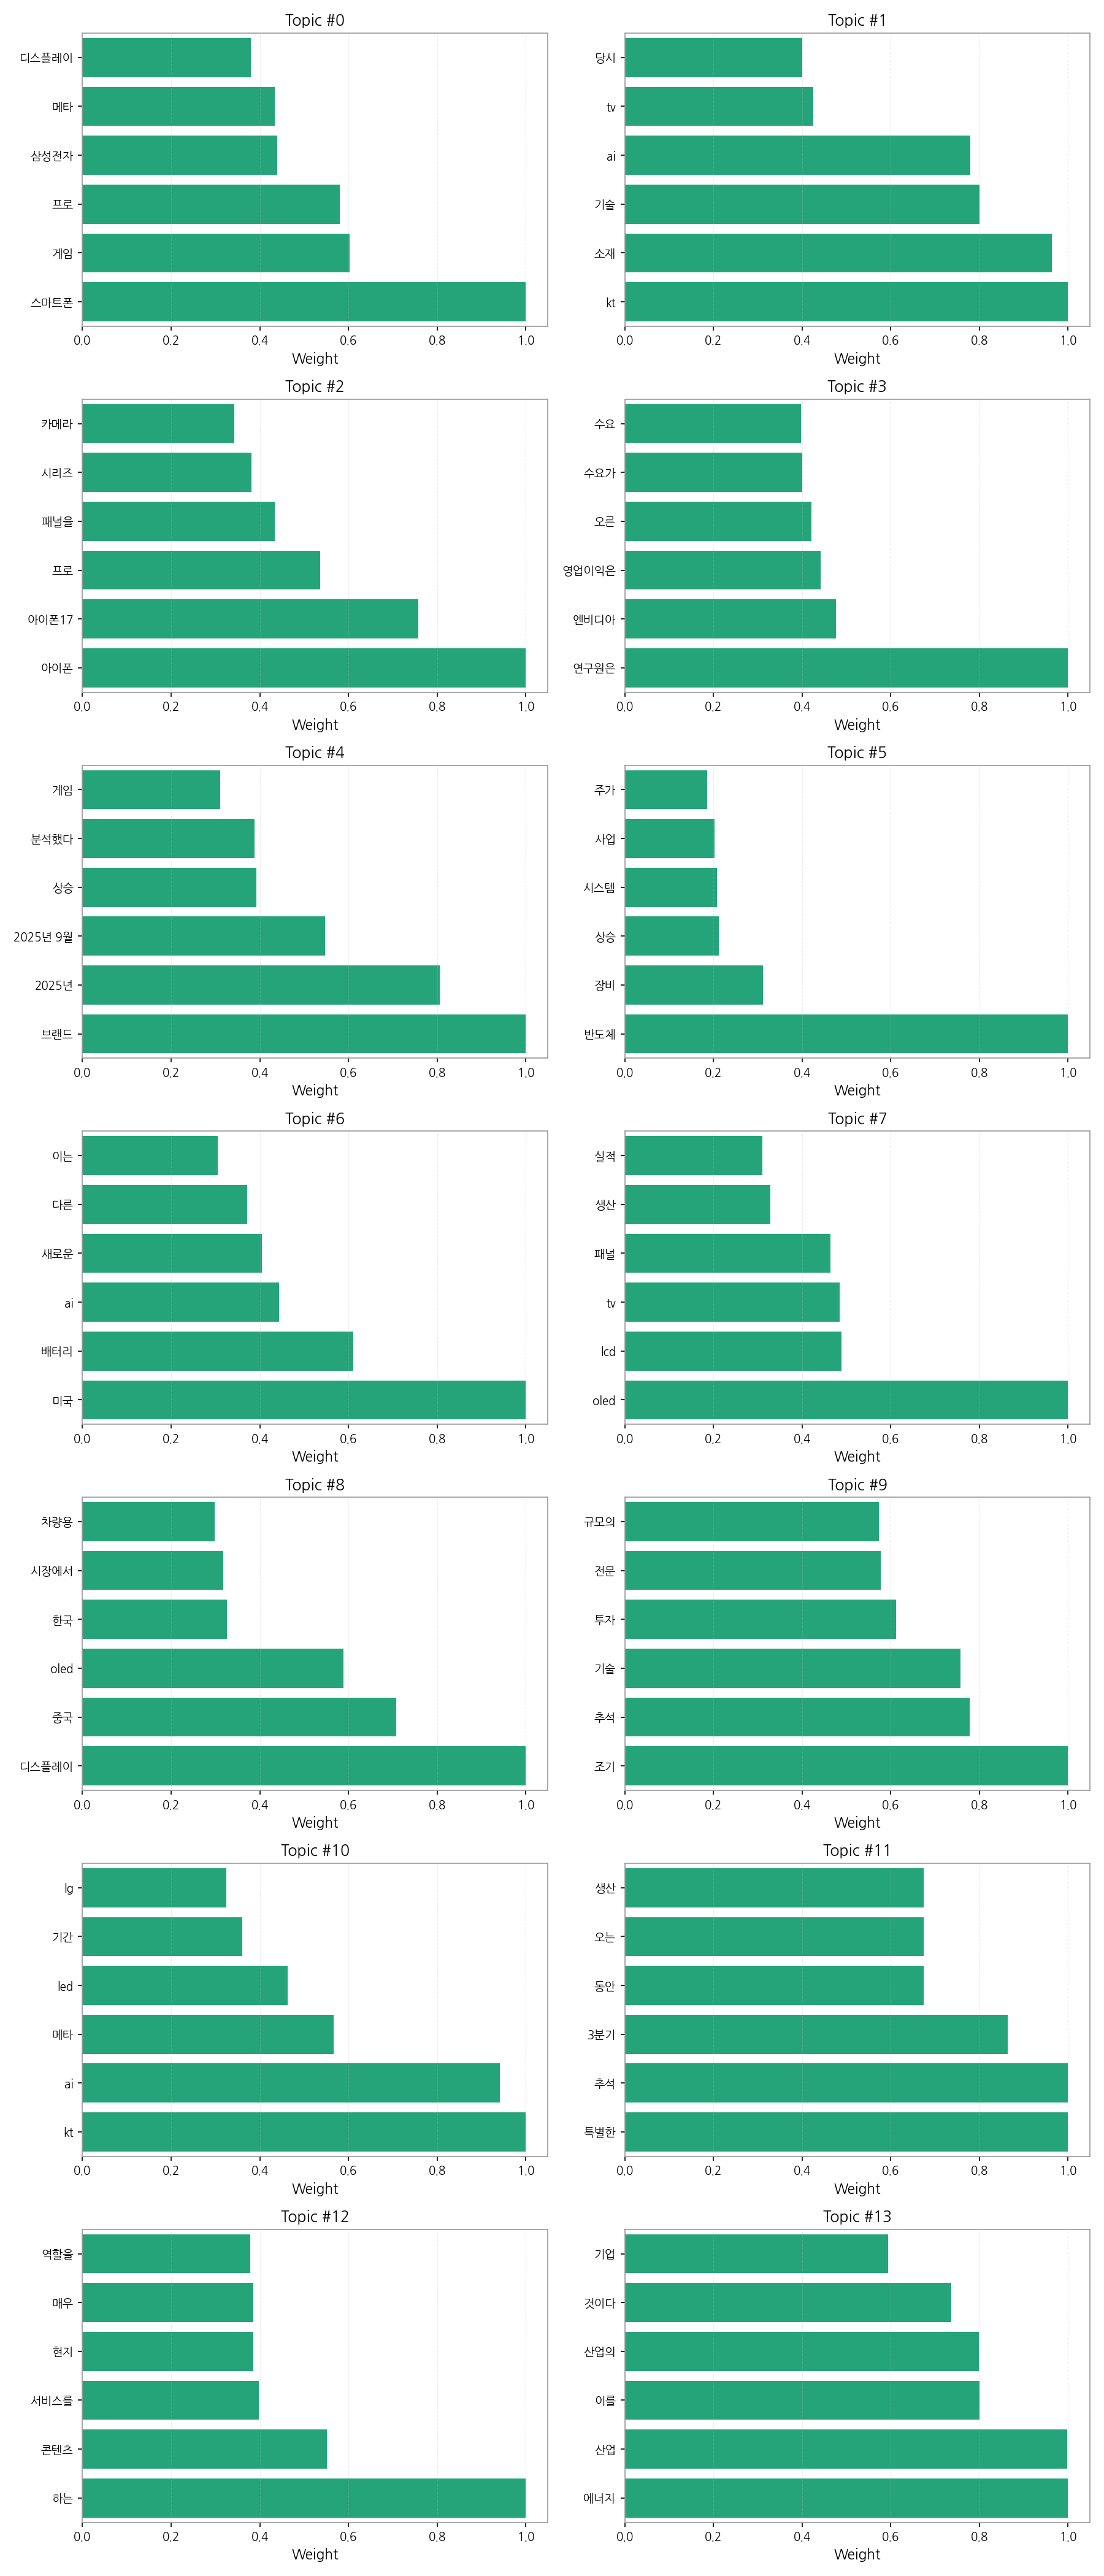 Topic #0
디스플레이
메타
삼성전자
프로
게임
스마트폰
0.0 0.2 0.4 0.6 0.8 1.0
Weight
Topic #1
당시
tv
ai
기술
소재
kt
0.0 0.2 0.4 0.6 0.8 1.0
Weight
Topic #2
카메라
시리즈
패널을
프로
아이폰17
아이폰
0.0 0.2 0.4 0.6 0.8 1.0
Weight
Topic #3
수요
수요가
오른
영업이익은
엔비디아
연구원은
0.0 0.2 0.4 0.6 0.8 1.0
Weight
Topic #4
게임
분석했다
상승
2025년 9월
2025년
브랜드
0.0 0.2 0.4 0.6 0.8 1.0
Weight
Topic #5
주가
사업
시스템
상승
장비
반도체
0.0 0.2 0.4 0.6 0.8 1.0
Weight
Topic #6
이는
다른
새로운
ai
배터리
미국
0.0 0.2 0.4 0.6 0.8 1.0
Weight
Topic #7
실적
생산
패널
tv
lcd
oled
0.0 0.2 0.4 0.6 0.8 1.0
Weight
Topic #8
차량용
시장에서
한국
oled
중국
디스플레이
0.0 0.2 0.4 0.6 0.8 1.0
Weight
Topic #9
규모의
전문
투자
기술
추석
조기
0.0 0.2 0.4 0.6 0.8 1.0
Weight
Topic #10
lg
기간
led
메타
ai
kt
0.0 0.2 0.4 0.6 0.8 1.0
Weight
Topic #11
생산
오는
동안
3분기
추석
특별한
0.0 0.2 0.4 0.6 0.8 1.0
Weight
Topic #12
역할을
매우
현지
서비스를
콘텐츠
하는
0.0 0.2 0.4 0.6 0.8 1.0
Weight
Topic #13
기업
것이다
산업의
이를
산업
에너지
0.0 0.2 0.4 0.6 0.8 1.0
Weight